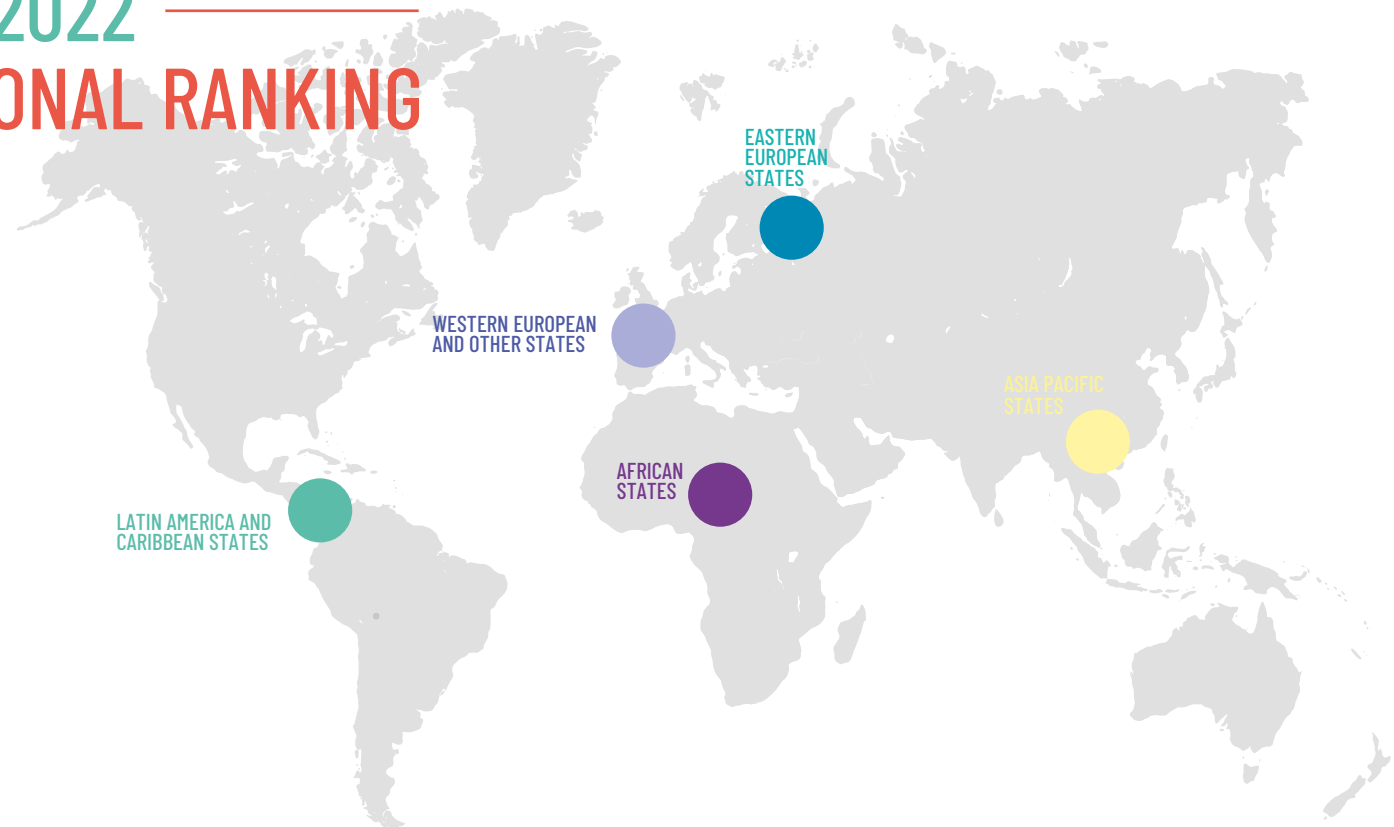 2022
ONAL RANKING
EASTERN
EUROPEAN
STATES
WESTERN EUROPEAN
AND OTHER STATES
ASIA PACIFIC
STATES
AFRICAN
STATES
LATIN AMERICA AND
CARIBBEAN STATES